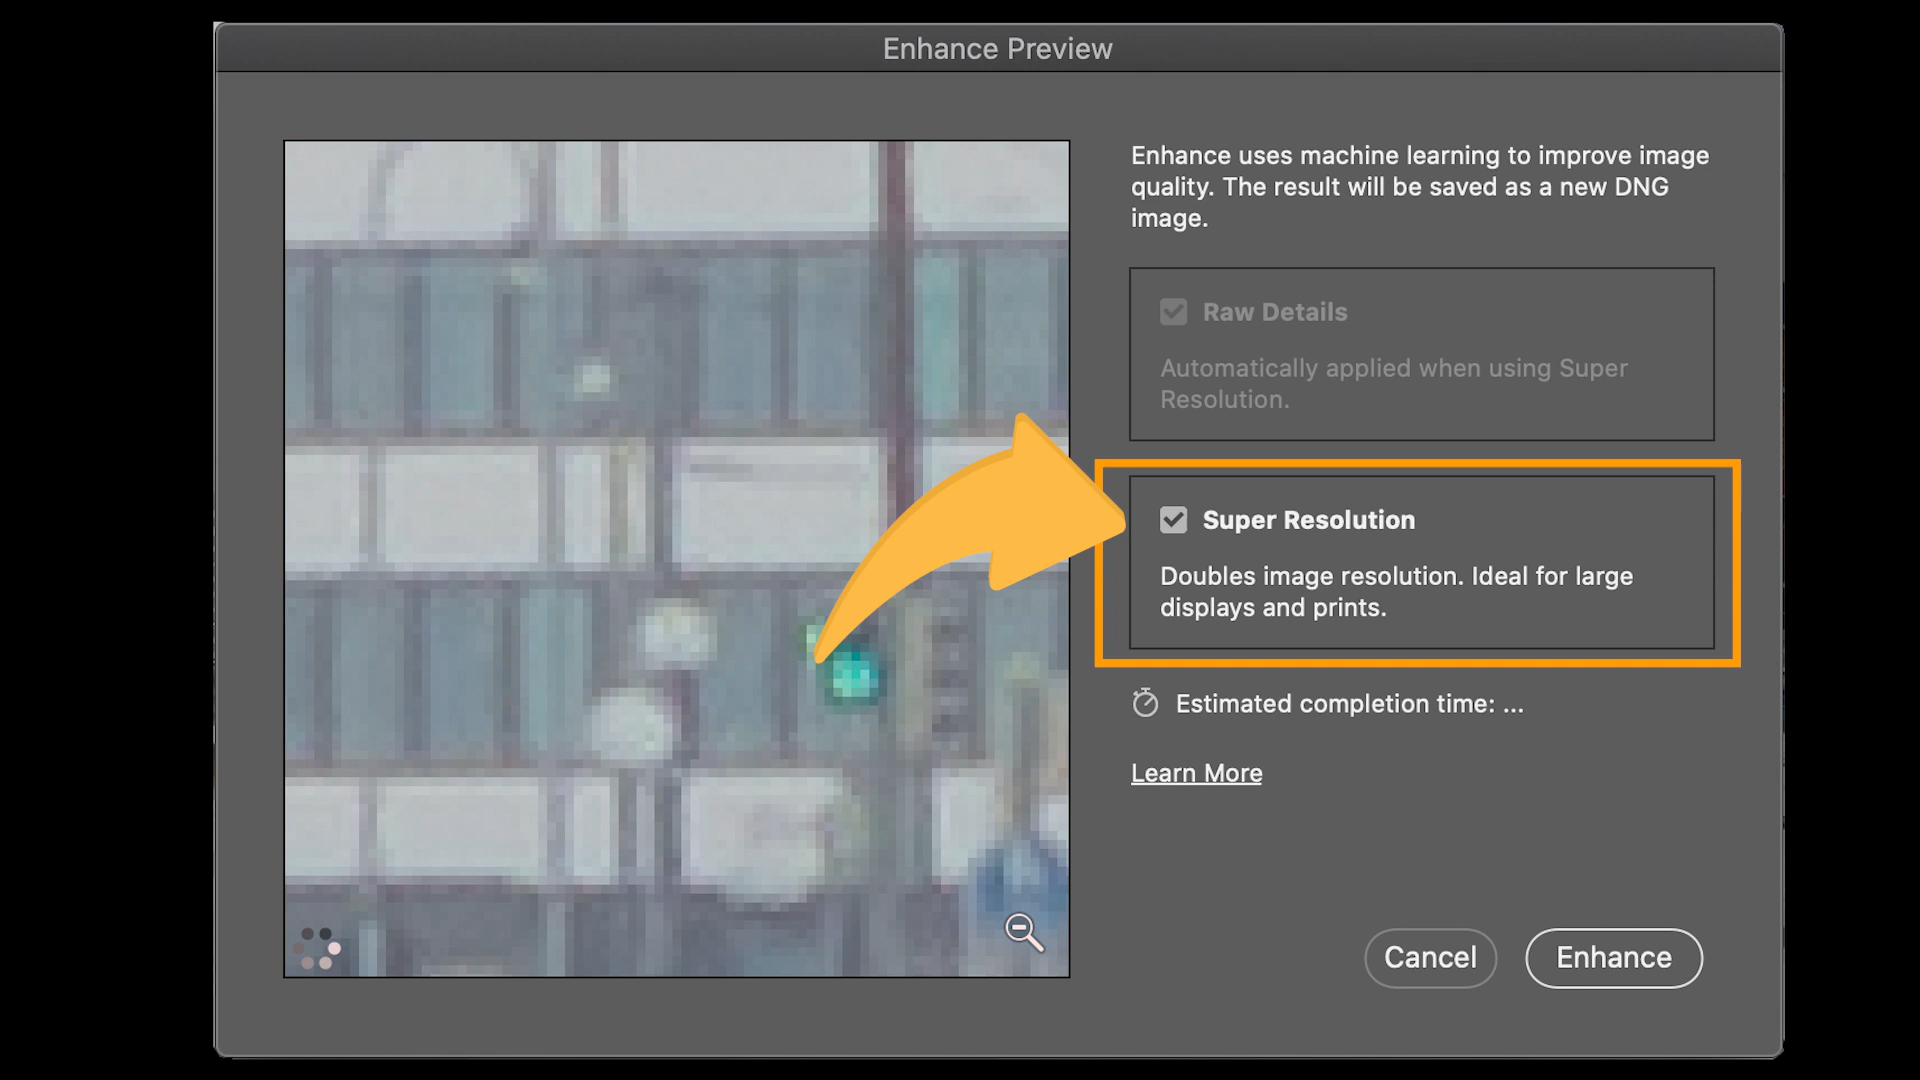 Enhance Preview
Enhance uses machine learning to improve image
quality. The result will be saved as a new DNG
image.
Raw Details
Automatically applied when using Super
Resolution.
Super Resolution
Doubles image resolution. Ideal for large
displays and prints.
Estimated completion time: ...
Learn More
Cancel
Enhance